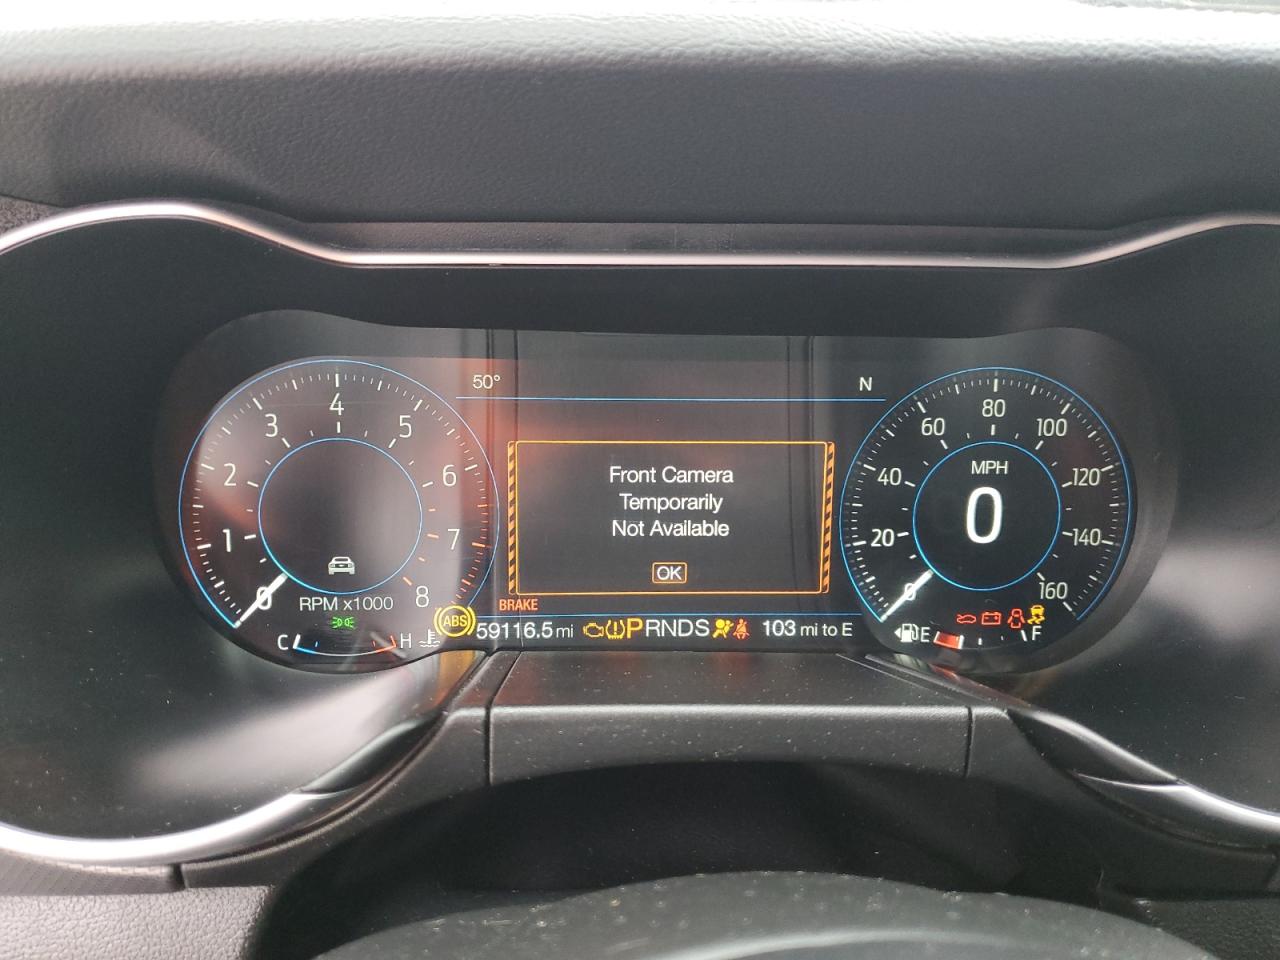 50°
N
0
1
2
3
4
5
6
7
8
RPM x1000
C
H
ABS
Front Camera
Temporarily
Not Available
OK
BRAKE
59116.5 mi
PRNDS
103 mi to E
0
20
40
60
80
100
120
140
160
MPH
0
E
F